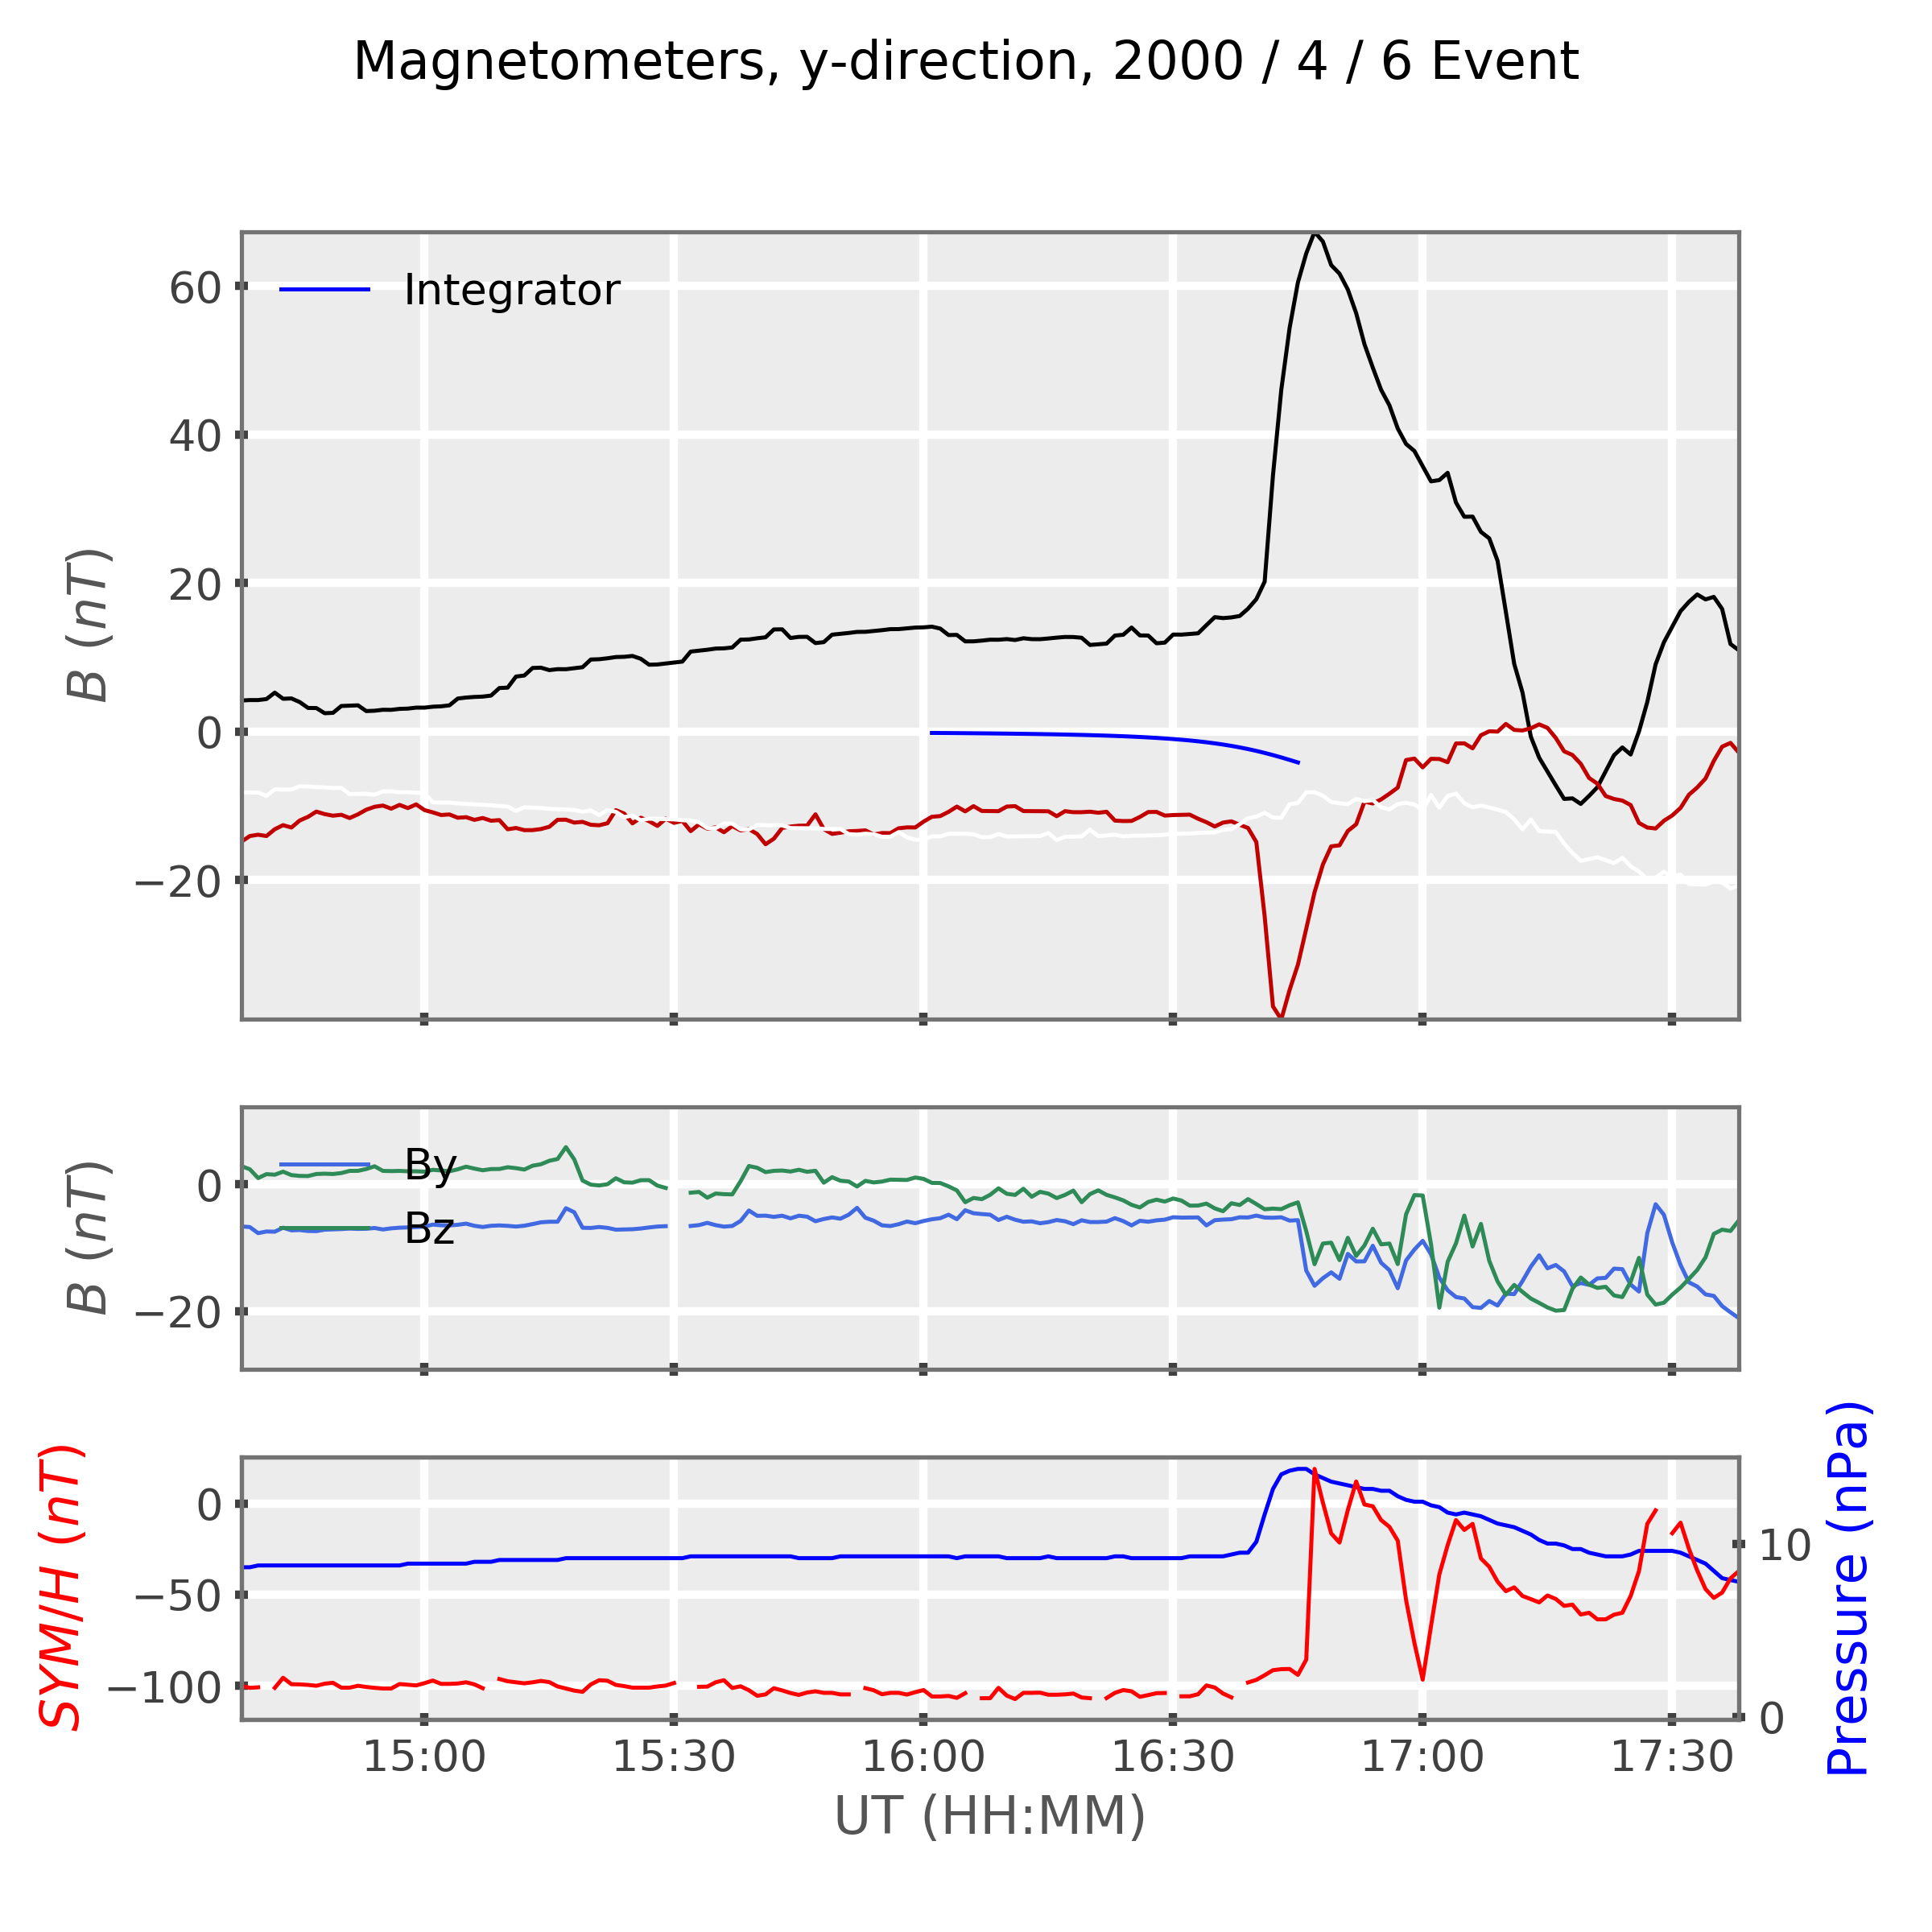 Magnetometers, y-direction, 2000 / 4 / 6 Event
60
40
20
0
−20
B (nT)
Integrator
0
−20
B (nT)
By
Bz
0
−50
−100
SYM/H (nT)
10
0
Pressure (nPa)
15:00 15:30 16:00 16:30 17:00 17:30
UT (HH:MM)